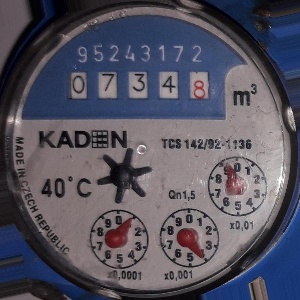 95243172
07348 m³
KADEN
TCS 142/92-1136
MADE IN CZECH REPUBLIC
40°C
Qn1,5
x0,01
x0,001
x0,0001